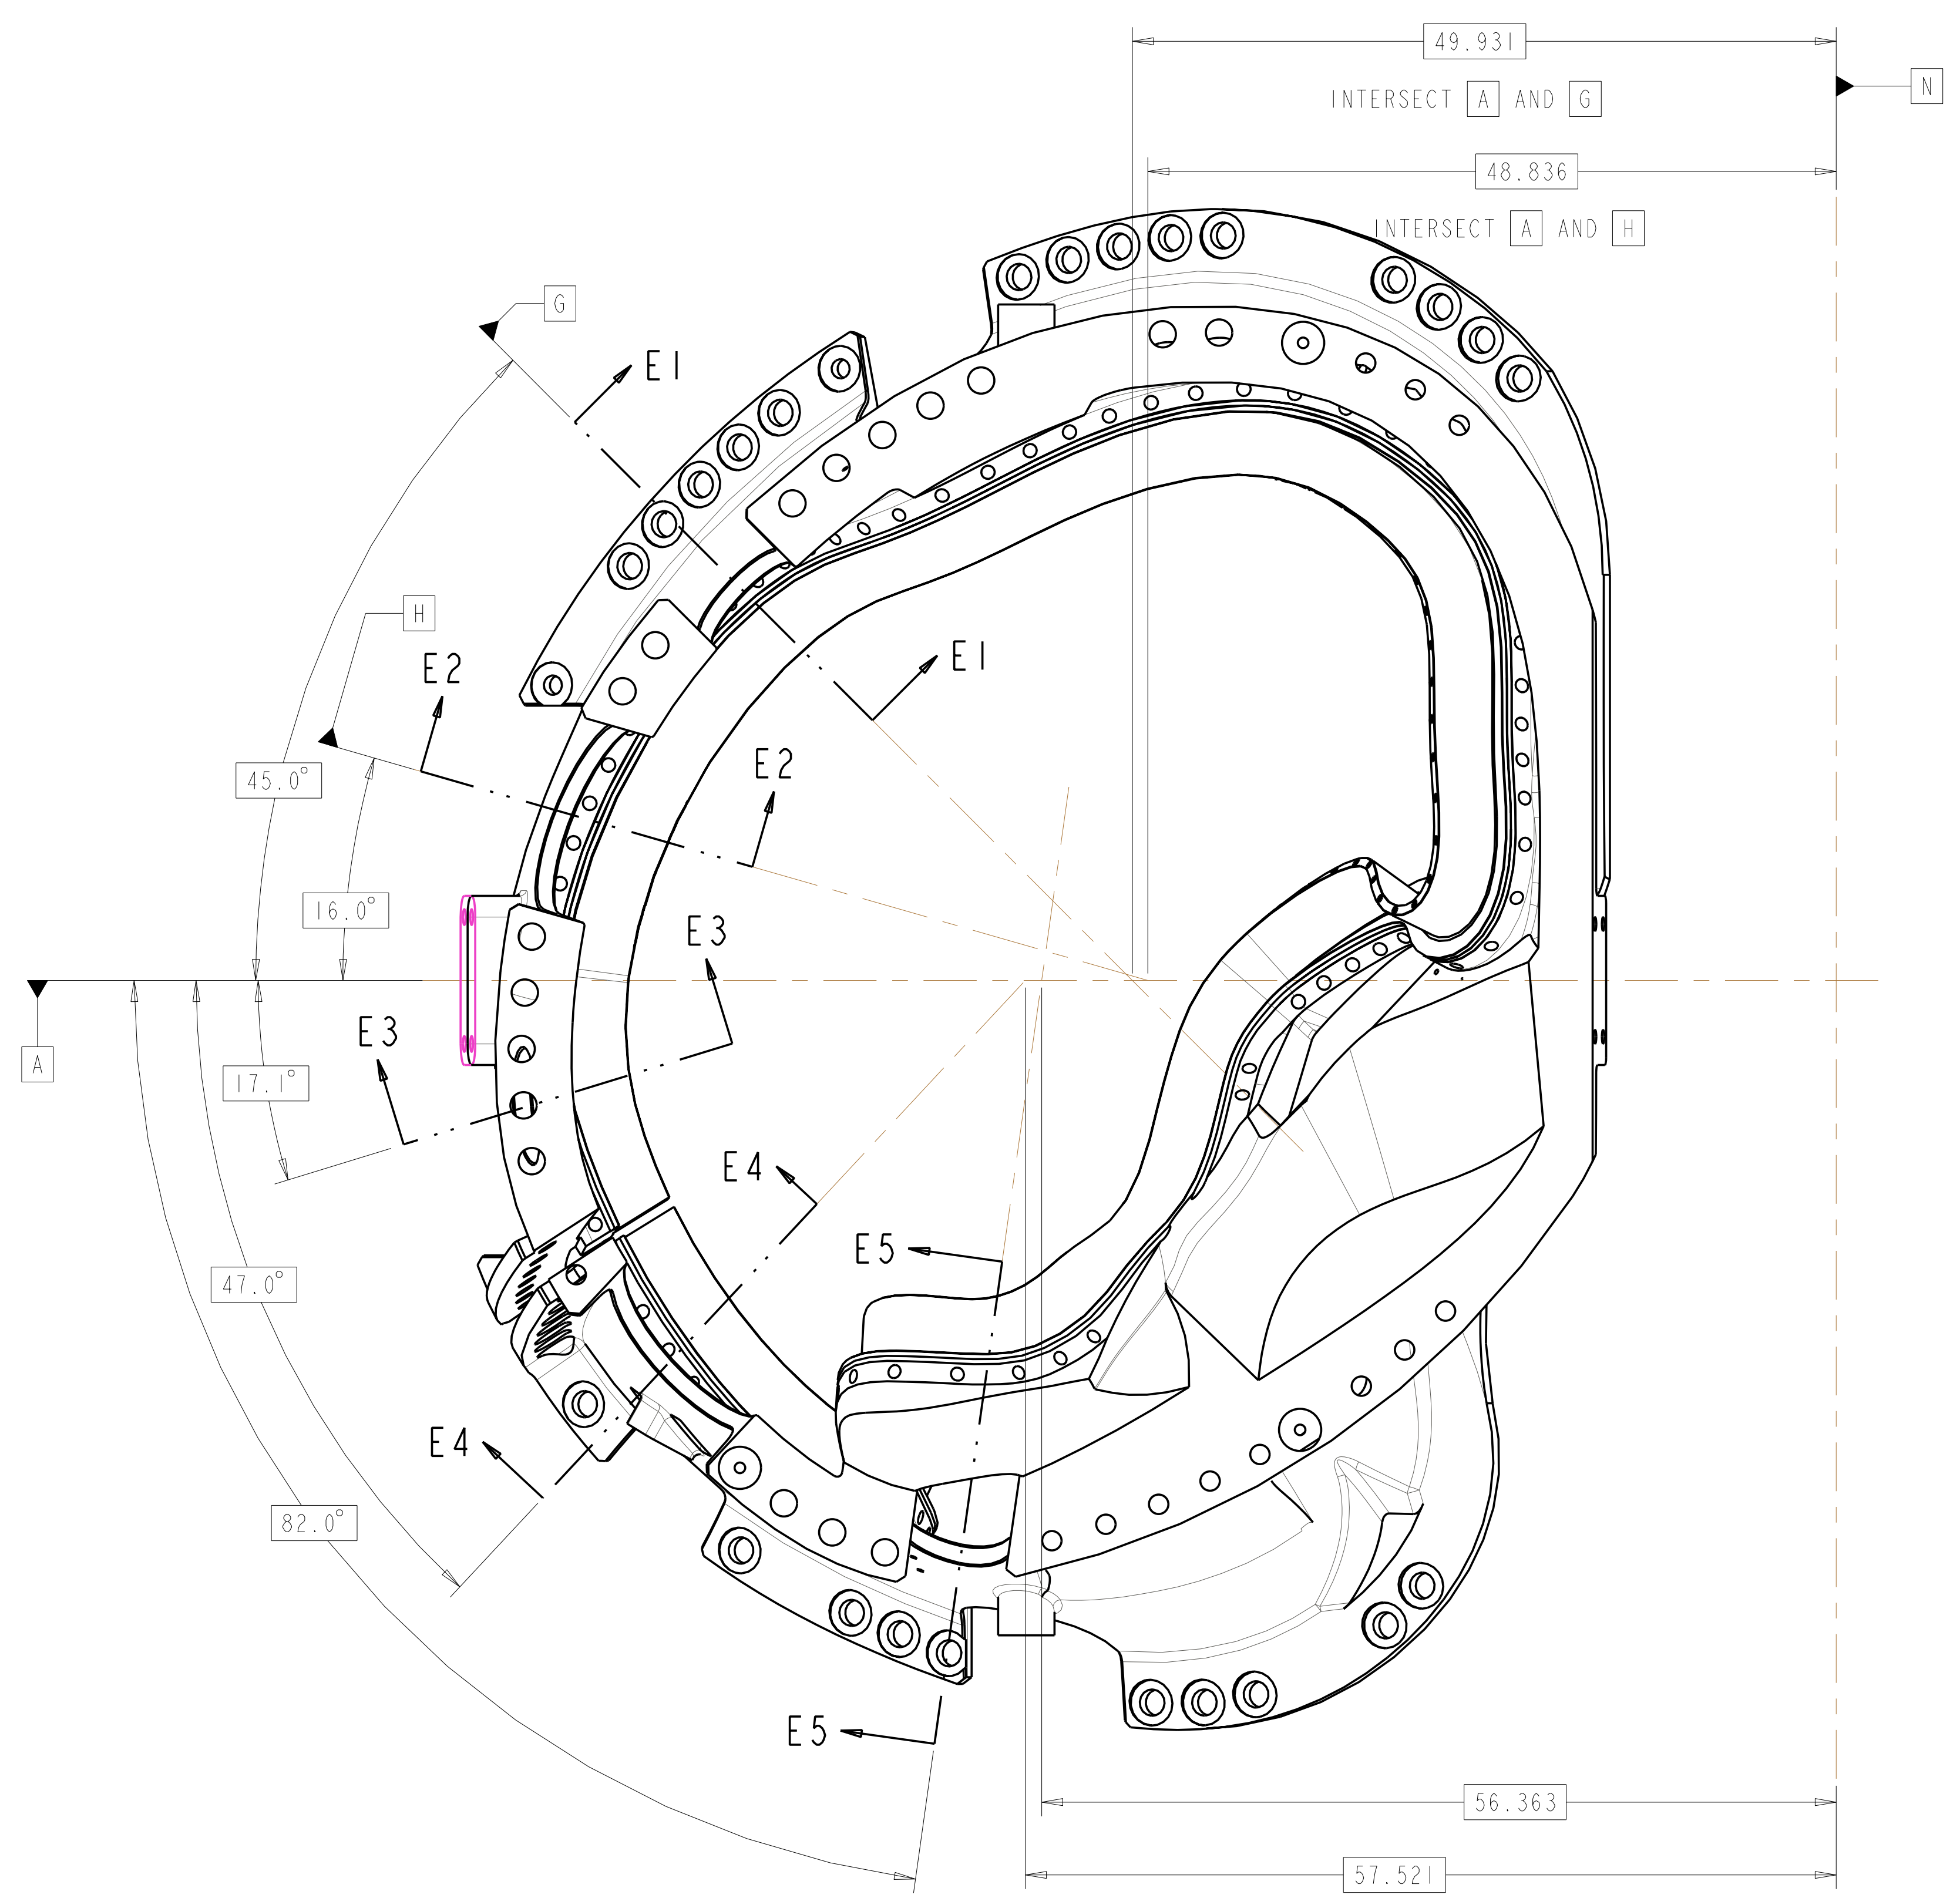 49.931
N
INTERSECT A AND G
48.836
INTERSECT A AND H
G
E1
H
E1
E2
E2
45.0°
16.0°
E3
E3
A
17.1°
E4
E5
47.0°
E4
82.0°
E5
56.363
57.521